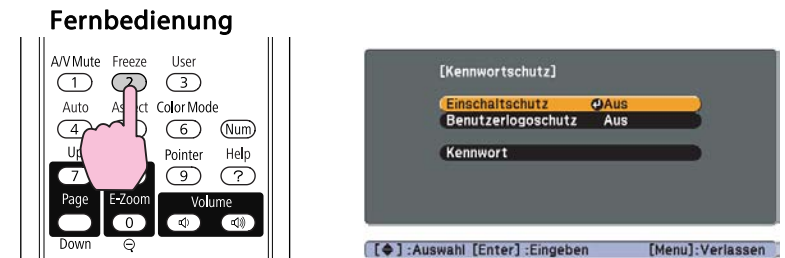 Fernbedienung
A/V Mute Freeze User
1 2 3
Auto Color Mode
4 6 Num
Pointer Help
7 9 ?
Page E-Zoom Volume
0
Down
[Kennwortschutz]
Einschaltschutz Aus
Benutzerlogoschutz Aus
Kennwort
[ ] :Auswahl [Enter] :Eingeben [Menu]:Verlassen